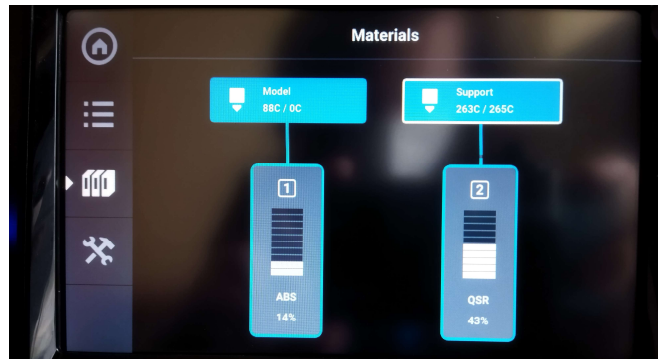 Materials
Model
88C / 0C
Support
263C / 265C
1
2
ABS
14%
QSR
43%